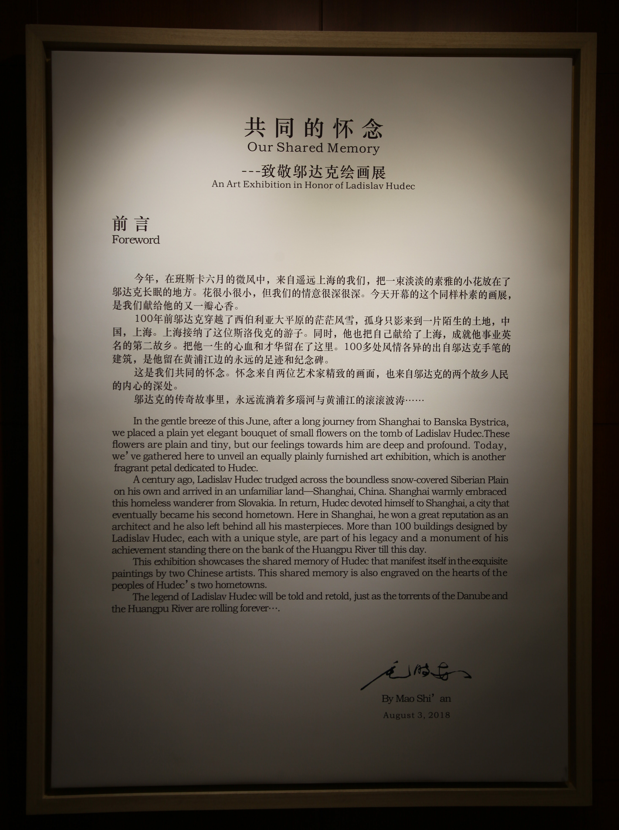 共同的怀念
Our Shared Memory
---致敬邬达克绘画展
An Art Exhibition in Honor of Ladislav Hudec
前言
Foreword
今年，在班斯卡六月的微风中，来自遥远上海的我们，把一束淡淡的素雅的小花放在了
邬达克长眠的地方。花很小很小，但我们的情意很深很深。今天开幕的这个同样朴素的画展，
是我们献给他的又一瓣心香。
100年前邬达克穿越了西伯利亚大平原的茫茫风雪，孤身只影来到一片陌生的土地，中
国，上海。上海接纳了这位斯洛伐克的游子。同时，他也把自己献给了上海，成就他事业英
名的第二故乡。把他一生的心血和才华留在了这里。100多处风情各异的出自邬达克手笔的
建筑，是他留在黄浦江边的永远的足迹和纪念碑。
这是我们共同的怀念。怀念来自两位艺术家精致的画面，也来自邬达克的两个故乡人民
的内心的深处。
邬达克的传奇故事里，永远流淌着多瑙河与黄浦江的滚滚波涛……
In the gentle breeze of this June, after a long journey from Shanghai to Banska Bystrica,
we placed a plain yet elegant bouquet of small flowers on the tomb of Ladislav Hudec.These
flowers are plain and tiny, but our feelings towards him are deep and profound. Today,
we've gathered here to unveil an equally plainly furnished art exhibition, which is another
fragrant petal dedicated to Hudec.
A century ago, Ladislav Hudec trudged across the boundless snow-covered Siberian Plain
on his own and arrived in an unfamiliar land—Shanghai, China. Shanghai warmly embraced
this homeless wanderer from Slovakia. In return, Hudec devoted himself to Shanghai, a city that
eventually became his second hometown. Here in Shanghai, he won a great reputation as an
architect and he also left behind all his masterpieces. More than 100 buildings designed by
Ladislav Hudec, each with a unique style, are part of his legacy and a monument of his
achievement standing there on the bank of the Huangpu River till this day.
This exhibition showcases the shared memory of Hudec that manifest itself in the exquisite
paintings by two Chinese artists. This shared memory is also engraved on the hearts of the
peoples of Hudec's two hometowns.
The legend of Ladislav Hudec will be told and retold, just as the torrents of the Danube and
the Huangpu River are rolling forever….
毛时安
By Mao Shi'an
August 3, 2018